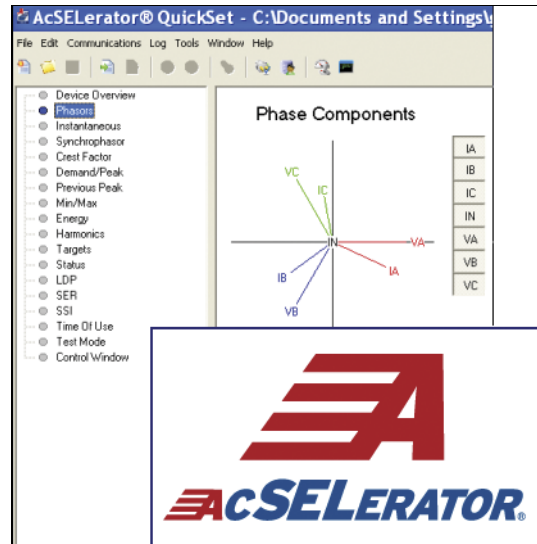 AcSELerator® QuickSet - C:\Documents and Settings\
File Edit Communications Log Tools Window Help
Device Overview
Phasors
Instantaneous
Synchrophasor
Crest Factor
Demand/Peak
Previous Peak
Min/Max
Energy
Harmonics
Targets
Status
LDP
SER
SSI
Time Of Use
Test Mode
Control Window
Phase Components
VC
IC
IN
VA
IA
IB
VB
IA
IB
IC
IN
VA
VB
VC
A
ACSELERATOR®